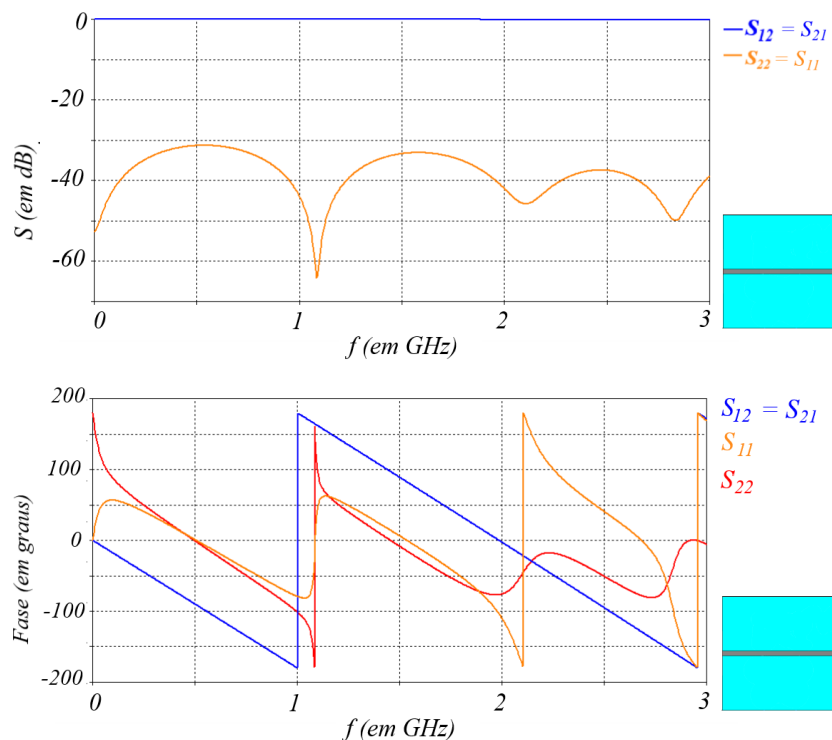 0
-20
-40
-60
S (em dB)
0
1
2
3
f (em GHz)
S12 = S21
S22 = S11
200
100
0
-100
-200
Fase (em graus)
0
1
2
3
f (em GHz)
S12 = S21
S11
S22